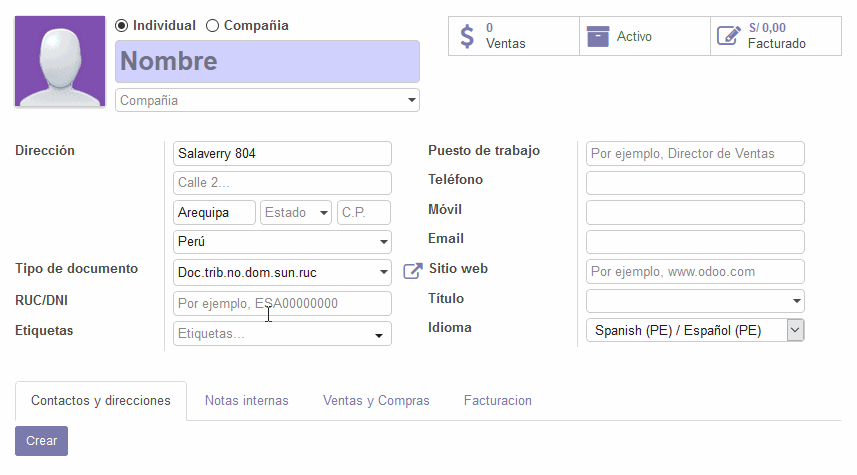 Individual Compañía
Nombre
Compañia
0
Ventas
Activo
S/ 0,00
Facturado
Dirección
Salaverry 804
Calle 2...
Arequipa Estado C.P.
Perú
Tipo de documento Doc.trib.no.dom.sun.ruc
RUC/DNI Por ejemplo, ESA00000000
Etiquetas Etiquetas...
Puesto de trabajo Por ejemplo, Director de Ventas
Teléfono
Móvil
Email
Sitio web Por ejemplo, www.odoo.com
Título
Idioma Spanish (PE) / Español (PE)
Contactos y direcciones Notas internas Ventas y Compras Facturacion
Crear